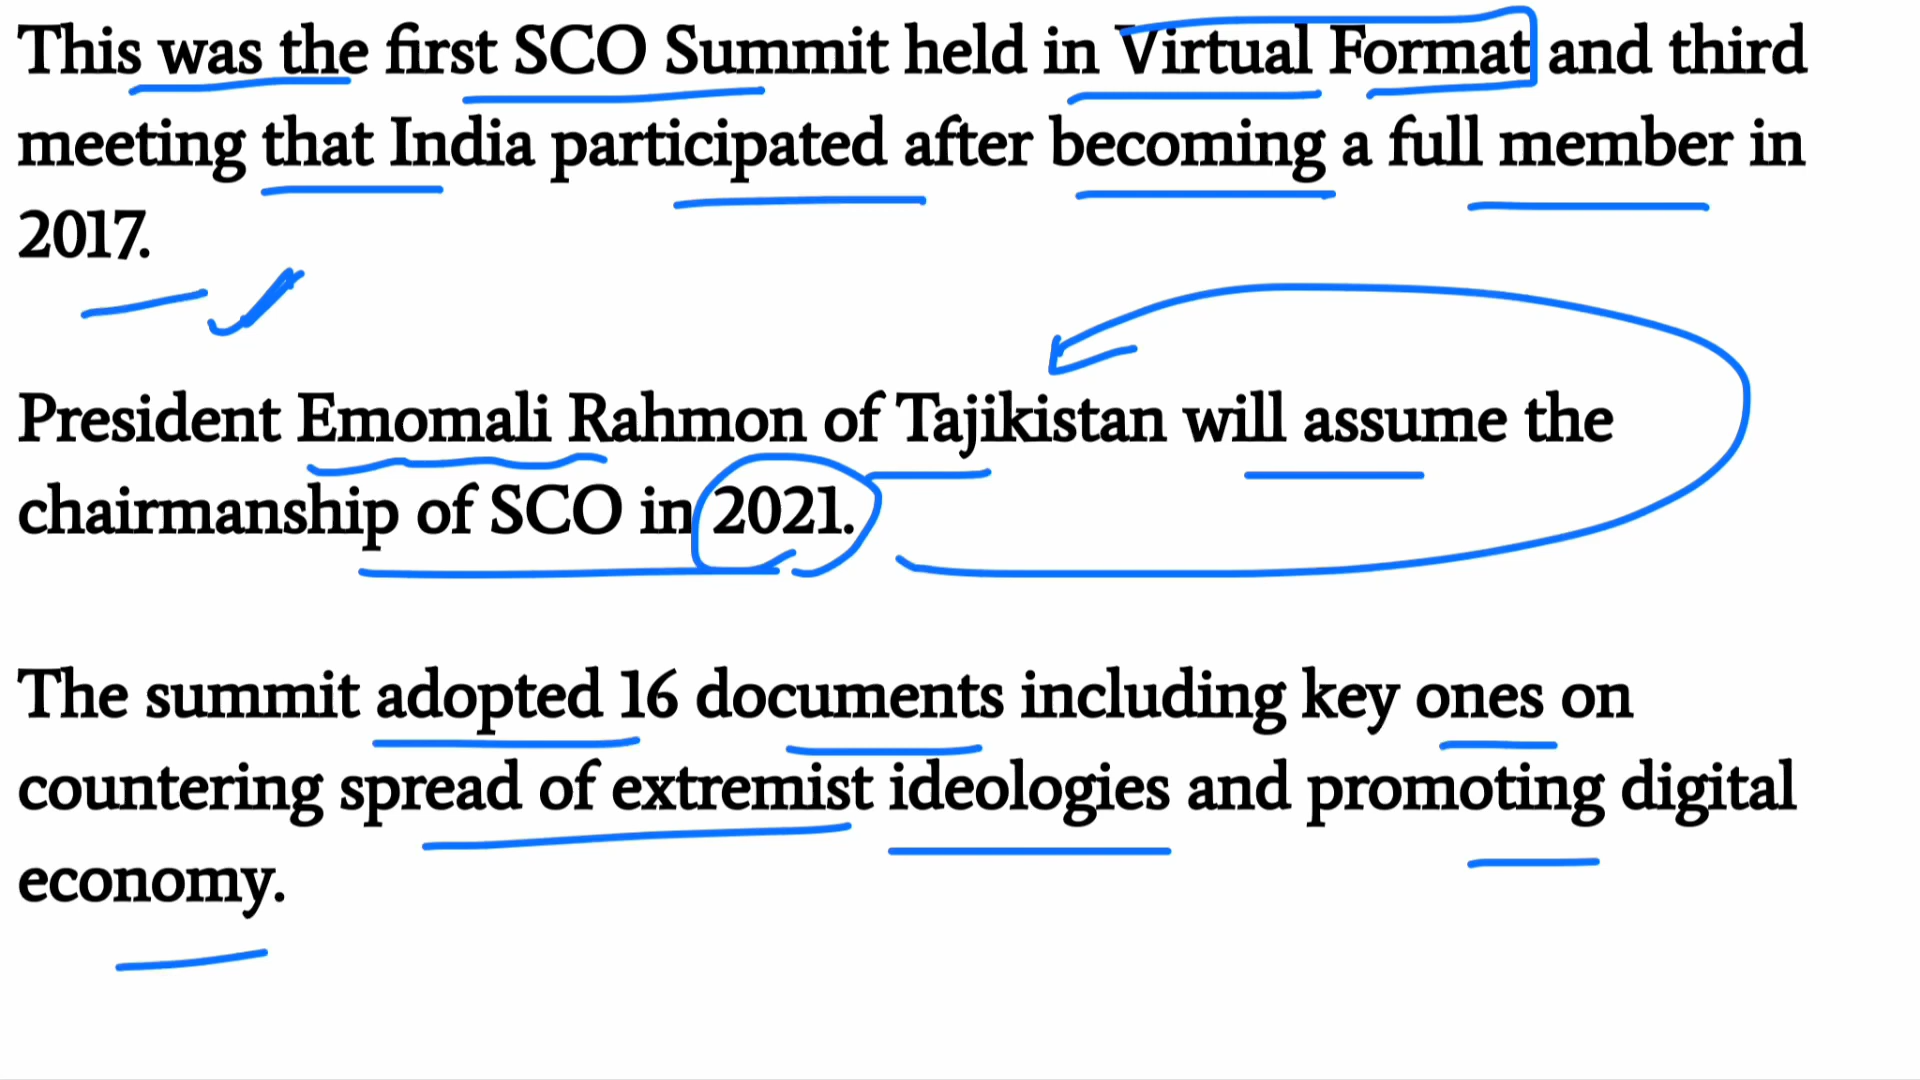 This was the first SCO Summit held in Virtual Format and third
meeting that India participated after becoming a full member in
2017.
President Emomali Rahmon of Tajikistan will assume the
chairmanship of SCO in 2021.
The summit adopted 16 documents including key ones on
countering spread of extremist ideologies and promoting digital
economy.